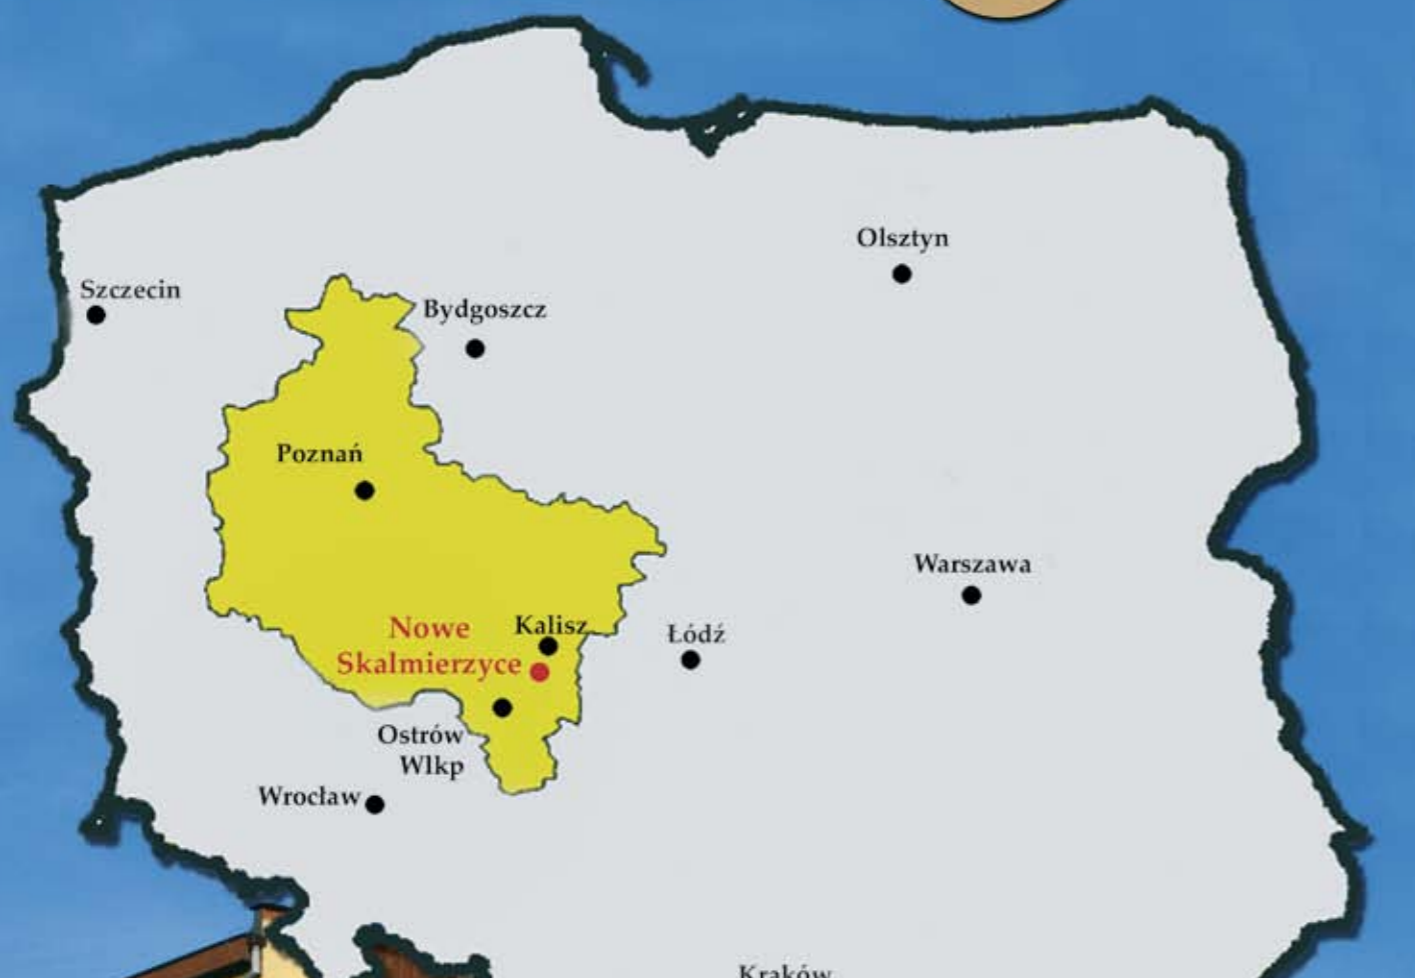 Olsztyn
Szczecin
Bydgoszcz
Poznań
Warszawa
Nowe
Skalmierzyce
Kalisz
Łódź
Ostrów
Wlkp
Wrocław
Kraków